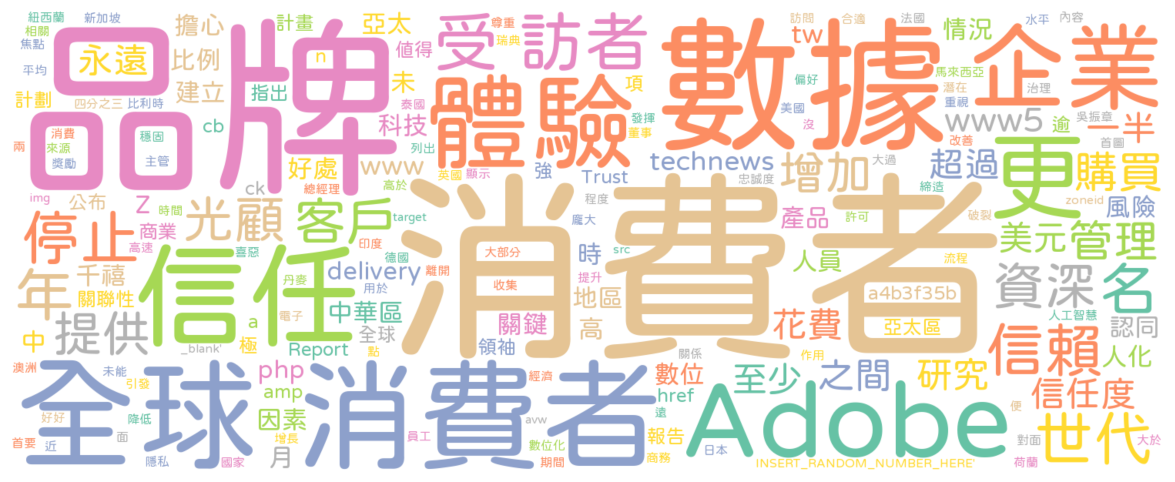 紐西蘭 新加坡 擔心 計畫 亞太 尊重 訪問 合適 法國 水平 內容
相關 受訪者 tw 情況
焦點 永遠 比例 品牌 n 值得 瑞典 數據 企業
平均 建立 指出 未 體驗 項 偏好 馬來西亞
計劃 四分之三 比利時 泰國 發揮 美國 潛在 重視 治理
消費 穩固 cb 科技 董事 沒 www5 逾 一半
兩 來源 列出 改善 吳振章 首圖
獎勵 主管 好處 www 英國 顯示 強 technews 增加 大過 超過 更 購買
img 公布 ck 總經理 高於 Trust 忠誠度 締造 zoneid
Z 時間 光顧 客戶 target 程度 產品 許可 破裂 風險
停止 商業 高速 印度 消費者 龐大 美元 管理
喜惡 德國 離開 大部分 時 src 人員 流程
年 千禧 信任 丹麥 delivery 收集 提升 資深 名
關聯性 用於 地區 a4b3f35b 人工智慧
提供 電子 中華區 關鍵 高 花費 亞太區 認同
中 a 全球 領袖 信賴
_blank' 極 Report 點 關係 作用 人化
澳洲 未能 全球消費者 php 經濟 數位 至少 之間 研究
引發 amp href 信任度
好好 降低 因素 avw 遠 Adobe 便 世代
首要 近 面 增長 員工 數位化 報告 對面 大於
隱私 國家 月 期間 商務 日本 INSERT_RANDOM_NUMBER_HERE' 荷蘭